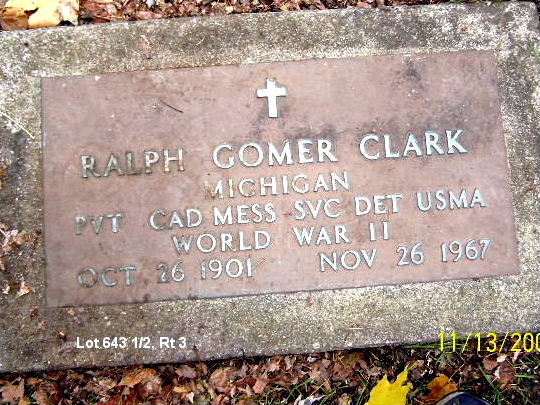 RALPH GOMER CLARK
MICHIGAN
PVT CAD MESS SVC DET USMA
WORLD WAR II
OCT 26 1901 NOV 26 1967
Lot 643 1/2, Rt 3